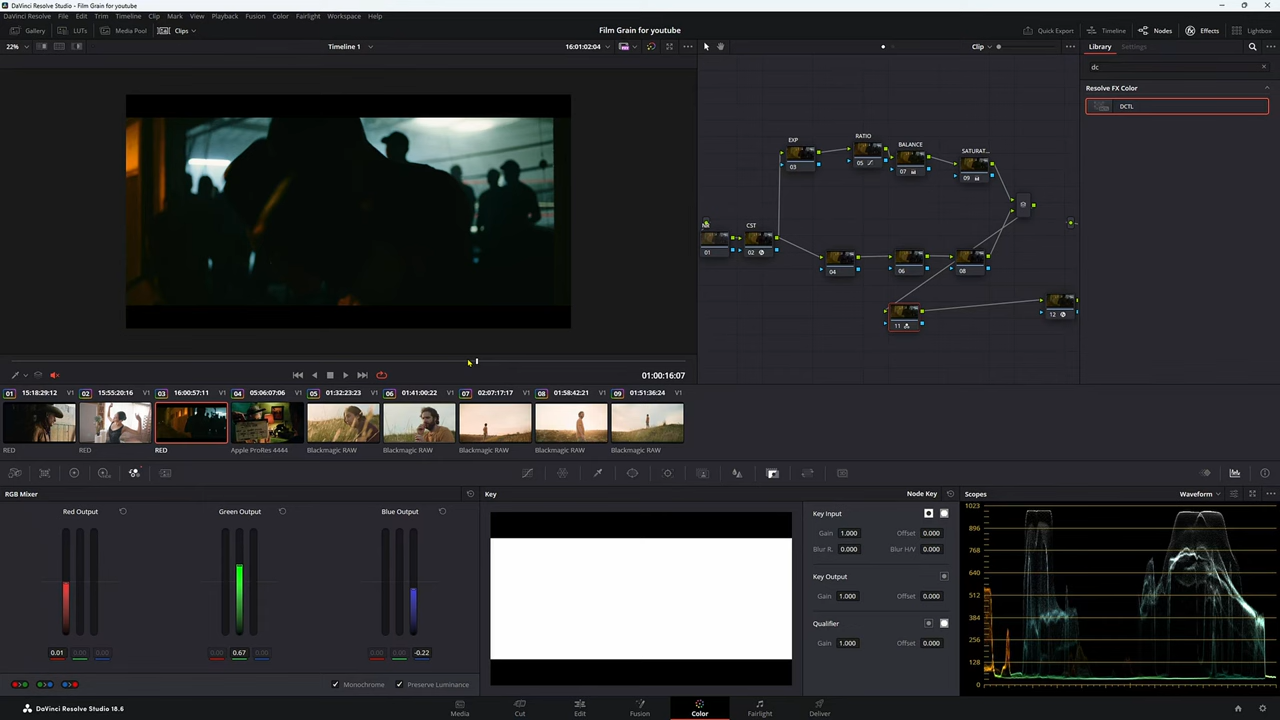 DaVinci Resolve Studio - Film Grain for youtube
DaVinci Resolve File Edit Trim Timeline Clip Mark View Playback Fusion Color Fairlight Workspace Help
Gallery LUTs Media Pool Clips Film Grain for youtube Quick Export Timeline Nodes Effects Lightbox
22% Timeline 1 16:01:02:04 Clip Library Settings
dc
Resolve FX Color
DCTL
EXP
03
RATIO
05
BALANCE
07
SATURAT...
09
NR
01
CST
02
04
06
08
11
12
01:00:16:07
01 15:18:29:12 V1 02 15:55:20:16 V1 03 16:00:57:11 V1 04 05:06:07:06 V1 05 01:32:23:23 V1 06 01:41:00:22 V1 07 02:07:17:17 V1 08 01:58:42:21 V1 09 01:51:36:24 V1
RED RED RED Apple ProRes 4444 Blackmagic RAW Blackmagic RAW Blackmagic RAW Blackmagic RAW Blackmagic RAW
RGB Mixer
Red Output Green Output Blue Output
0.01 0.00 0.00 0.00 0.67 0.00 0.00 0.00 -0.22
Monochrome Preserve Luminance
Key Node Key
Key Input
Gain 1.000 Offset 0.000
Blur R. 0.000 Blur H/V 0.000
Key Output
Gain 1.000 Offset 0.000
Qualifier
Gain 1.000 Offset 0.000
Scopes Waveform
1023
896
768
640
512
384
256
128
0
DaVinci Resolve Studio 18.6
Media Cut Edit Fusion Color Fairlight Deliver